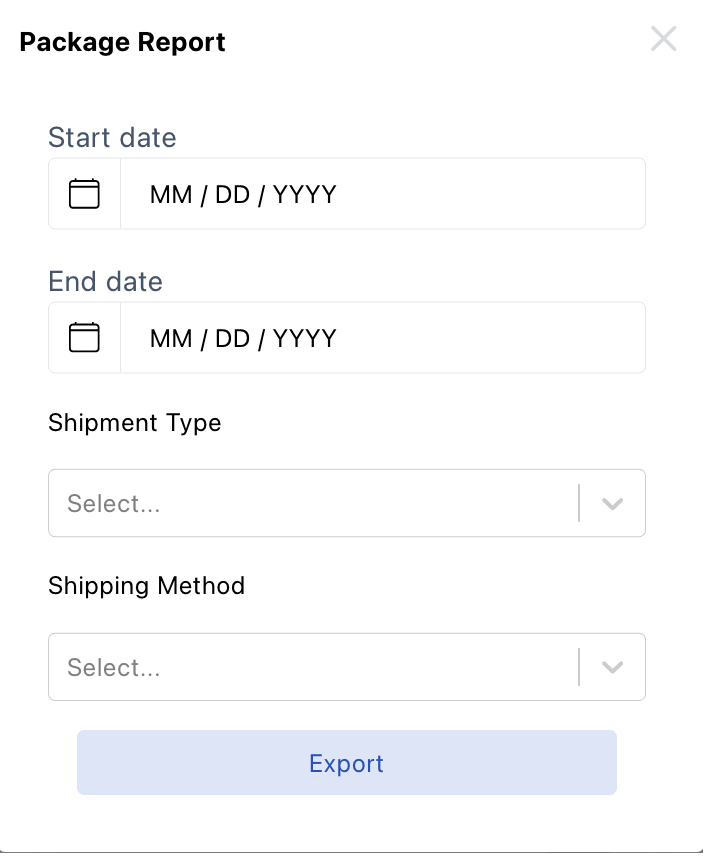 Package Report
Start date
MM / DD / YYYY
End date
MM / DD / YYYY
Shipment Type
Select...
Shipping Method
Select...
Export